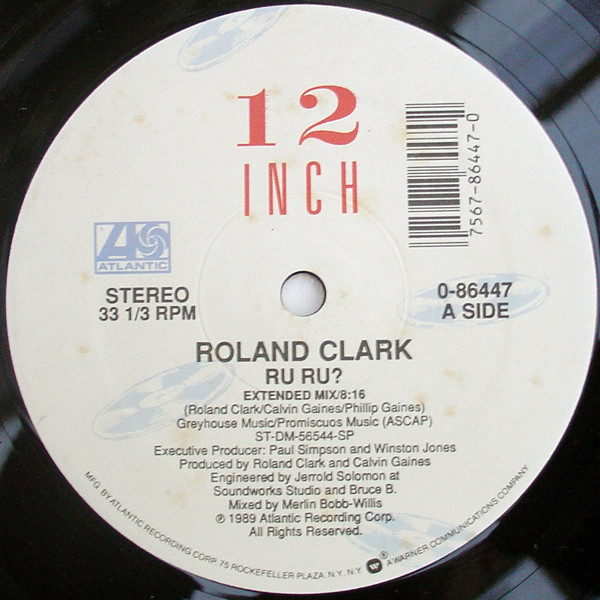 12
INCH
7567-86447-0
ATLANTIC
STEREO
33 1/3 RPM
0-86447
A SIDE
ROLAND CLARK
RU RU?
EXTENDED MIX/8:16
(Roland Clark/Calvin Gaines/Phillip Gaines)
Greyhouse Music/Promiscuos Music (ASCAP)
ST-DM-56544-SP
Executive Producer: Paul Simpson and Winston Jones
Produced by Roland Clark and Calvin Gaines
Engineered by Jerrold Solomon at
Soundworks Studio and Bruce B.
Mixed by Merlin Bobb-Willis
℗ 1989 Atlantic Recording Corp.
All Rights Reserved.
MFG. BY ATLANTIC RECORDING CORP. 75 ROCKEFELLER PLAZA, N.Y., N.Y. ® A WARNER COMMUNICATIONS COMPANY